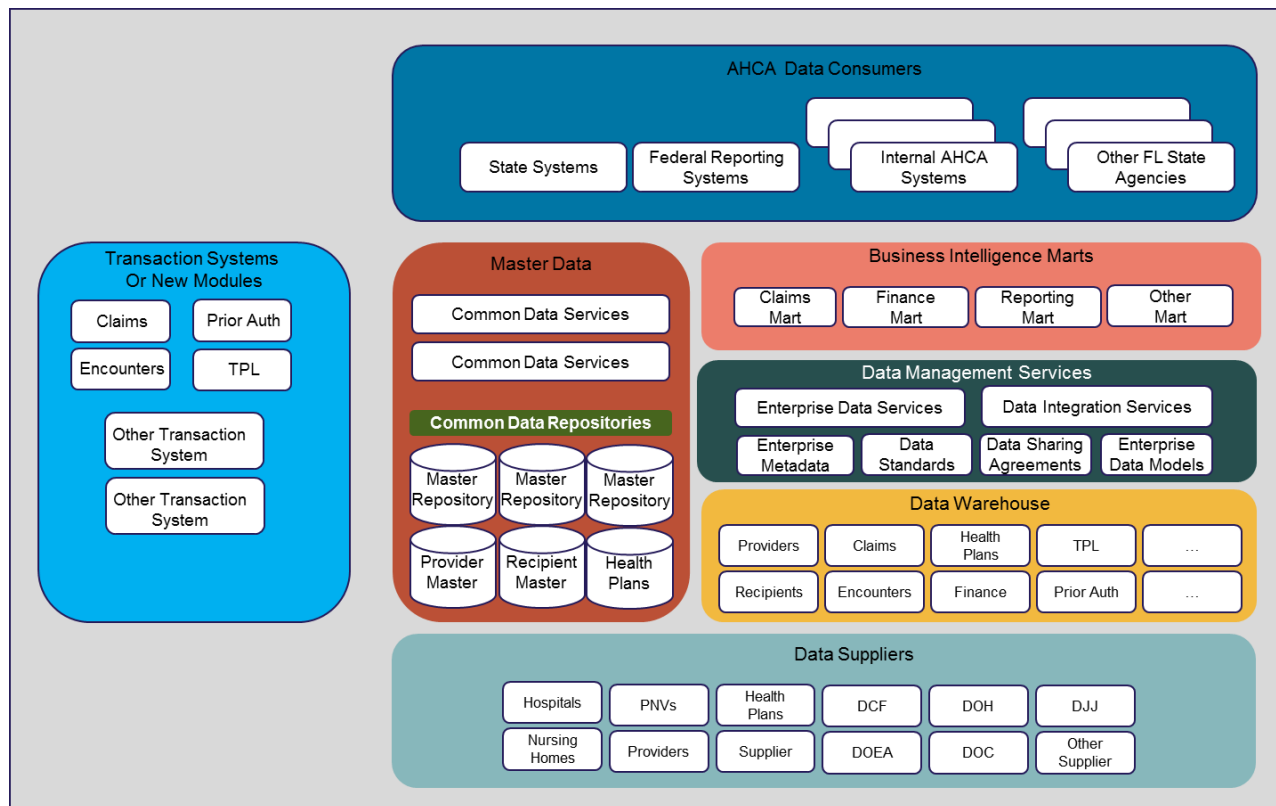 AHCA Data Consumers
State Systems
Federal Reporting
Systems
Internal AHCA
Systems
Other FL State
Agencies
Transaction Systems
Or New Modules
Claims
Prior Auth
Encounters
TPL
Other Transaction
System
Other Transaction
System
Master Data
Common Data Services
Common Data Services
Common Data Repositories
Master
Repository
Master
Repository
Master
Repository
Provider
Master
Recipient
Master
Health
Plans
Business Intelligence Marts
Claims
Mart
Finance
Mart
Reporting
Mart
Other
Mart
Data Management Services
Enterprise Data Services
Data Integration Services
Enterprise
Metadata
Data
Standards
Data Sharing
Agreements
Enterprise
Data Models
Data Warehouse
Providers
Claims
Health
Plans
TPL
...
Recipients
Encounters
Finance
Prior Auth
...
Data Suppliers
Hospitals
PNVs
Health
Plans
DCF
DOH
DJJ
Nursing
Homes
Providers
Supplier
DOEA
DOC
Other
Supplier